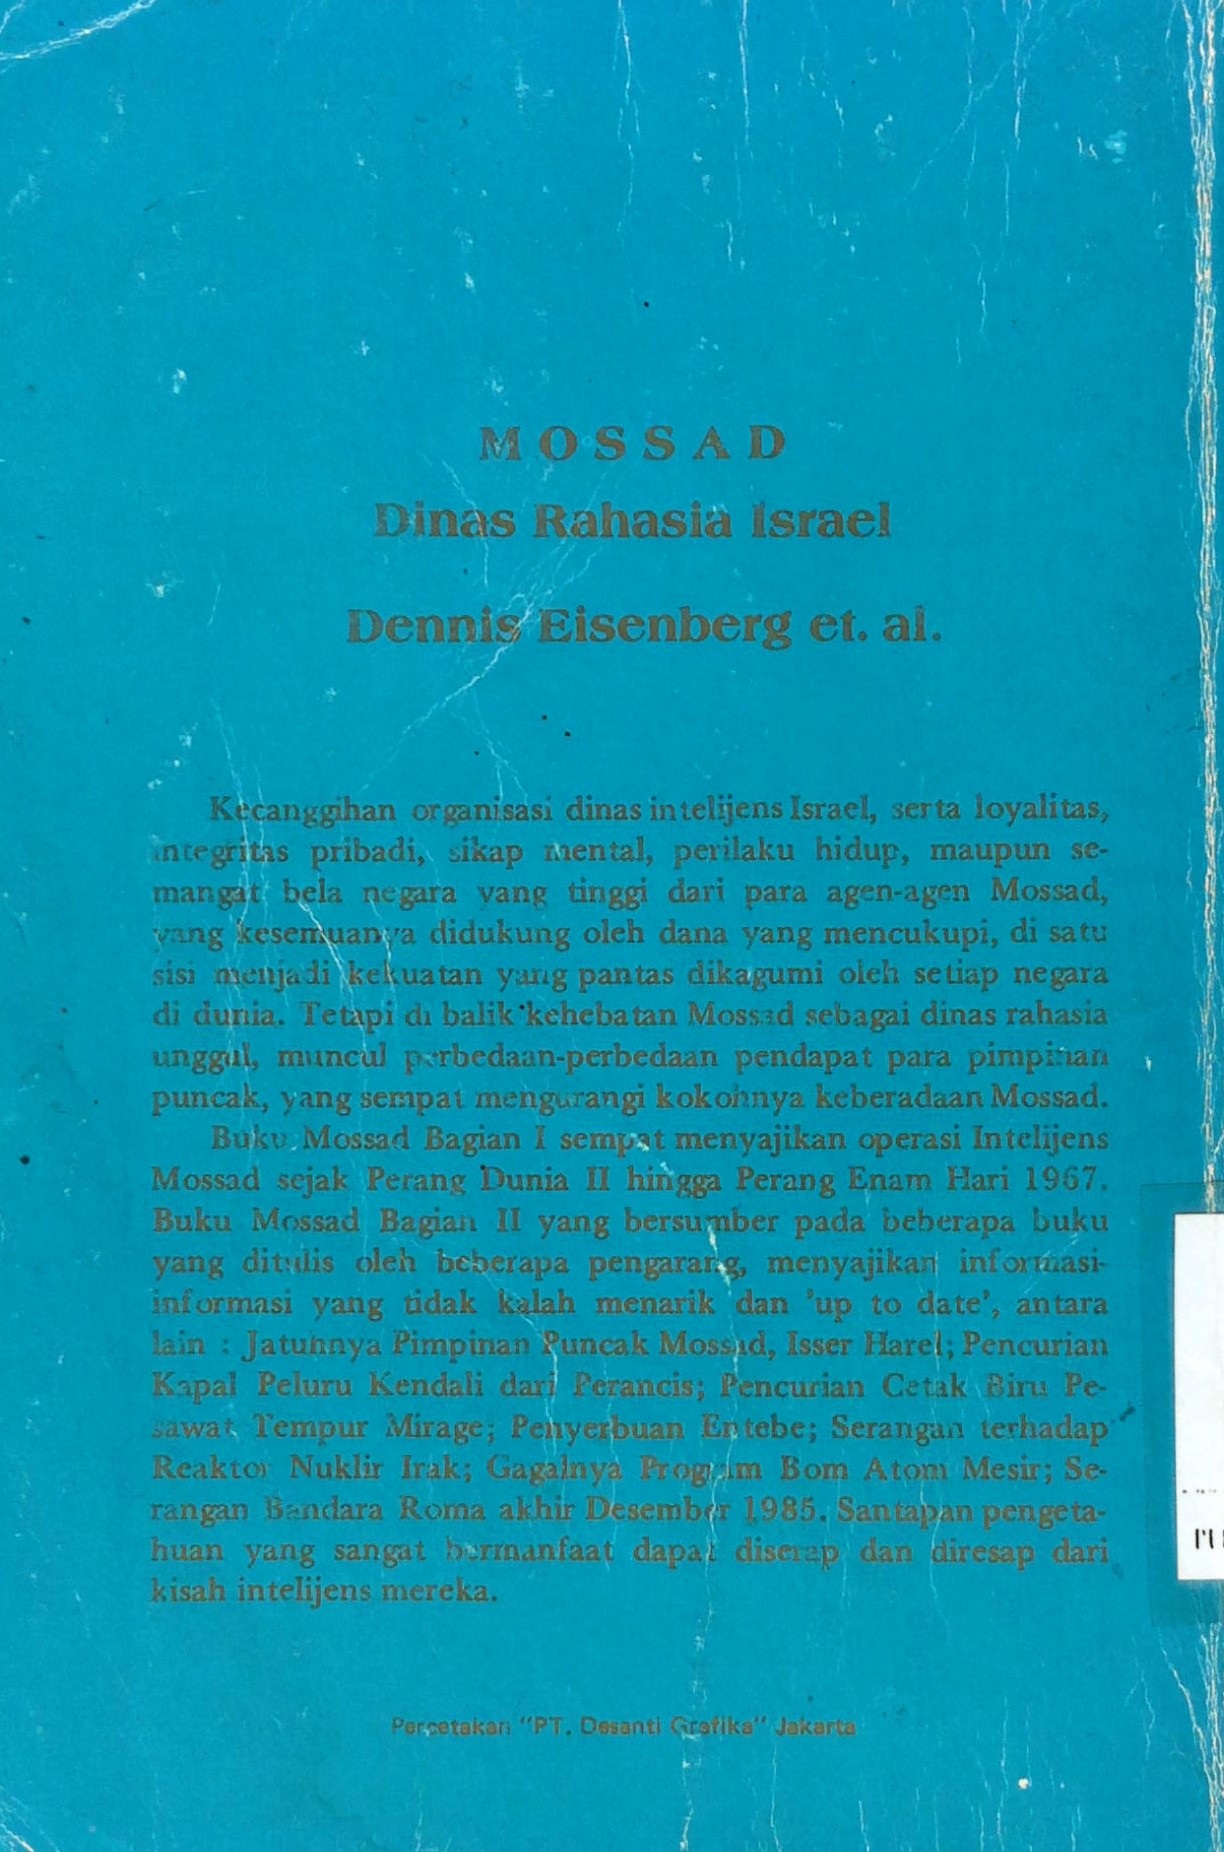 MOSSAD
Dinas Rahasia Israel
Dennis Eisenberg et. al.
Kecanggihan organisasi dinas intelijens Israel, serta loyalitas,
integritas pribadi, sikap mental, perilaku hidup, maupun se-
mangat bela negara yang tinggi dari para agen-agen Mossad,
yang kesemuanya didukung oleh dana yang mencukupi, di satu
sisi menjadi kekuatan yang pantas dikagumi oleh setiap negara
di dunia. Tetapi di balik kehebatan Mossad sebagai dinas rahasia
unggul, muncul perbedaan-perbedaan pendapat para pimpinan
puncak, yang sempat mengurangi kokohnya keberadaan Mossad.
Buku Mossad Bagian I sempat menyajikan operasi Intelijens
Mossad sejak Perang Dunia II hingga Perang Enam Hari 1967.
Buku Mossad Bagian II yang bersumber pada beberapa buku
yang ditulis oleh beberapa pengarang, menyajikan informasi-
informasi yang tidak kalah menarik dan 'up to date', antara
lain : Jatuhnya Pimpinan Puncak Mossad, Isser Harel; Pencurian
Kapal Peluru Kendali dari Perancis; Pencurian Cetak Biru Pe-
sawat Tempur Mirage; Penyerbuan Entebe; Serangan terhadap
Reaktor Nuklir Irak; Gagalnya Program Bom Atom Mesir; Se-
rangan Bandara Roma akhir Desember 1985. Santapan pengeta-
huan yang sangat bermanfaat dapat diserap dan diresap dari
kisah intelijens mereka.
Percetakan "PT. Desanti Grafika" Jakarta